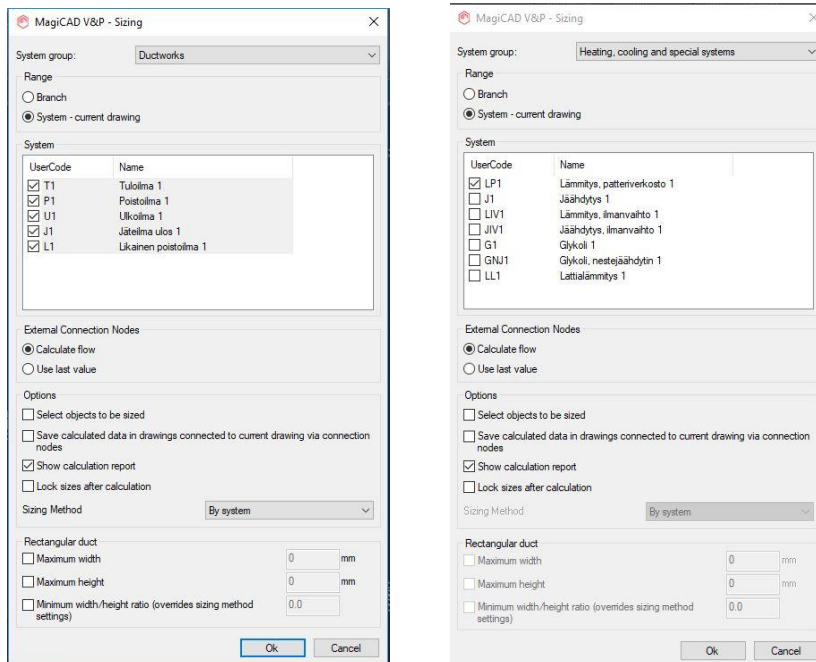 MagiCAD V&P - Sizing
System group: Ductworks
Range
Branch
System - current drawing
System
UserCode Name
T1 Tuloilma 1
P1 Poistoilma 1
U1 Ulkoilma 1
J1 Jäteilma ulos 1
L1 Likainen poistoilma 1
External Connection Nodes
Calculate flow
Use last value
Options
Select objects to be sized
Save calculated data in drawings connected to current drawing via connection
nodes
Show calculation report
Lock sizes after calculation
Sizing Method By system
Rectangular duct
Maximum width 0 mm
Maximum height 0 mm
Minimum width/height ratio (overrides sizing method 0.0
settings)
Ok Cancel
MagiCAD V&P - Sizing
System group: Heating, cooling and special systems
Range
Branch
System - current drawing
System
UserCode Name
LP1 Lämmitys, patteriverkosto 1
J1 Jäähdytys 1
LIV1 Lämmitys, ilmanvaihto 1
JIV1 Jäähdytys, ilmanvaihto 1
G1 Glykoli 1
GNJ1 Glykoli, nestejäähdytin 1
LL1 Lattialämmitys 1
External Connection Nodes
Calculate flow
Use last value
Options
Select objects to be sized
Save calculated data in drawings connected to current drawing via connection
nodes
Show calculation report
Lock sizes after calculation
Sizing Method By system
Rectangular duct
Maximum width 0 mm
Maximum height 0 mm
Minimum width/height ratio (overrides sizing method 0.0
settings)
Ok Cancel